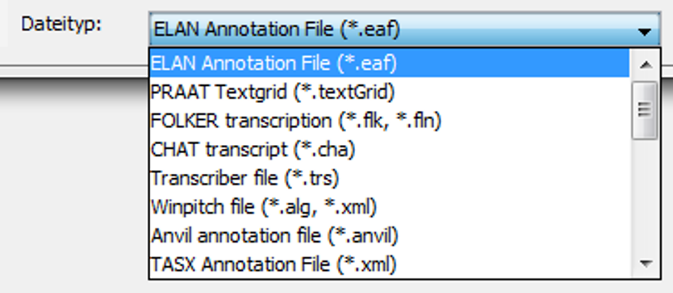 Dateityp:
ELAN Annotation File (*.eaf)
ELAN Annotation File (*.eaf)
PRAAT Textgrid (*.textGrid)
FOLKER transcription (*.flk, *.fln)
CHAT transcript (*.cha)
Transcriber file (*.trs)
Winpitch file (*.alg, *.xml)
Anvil annotation file (*.anvil)
TASX Annotation File (*.xml)